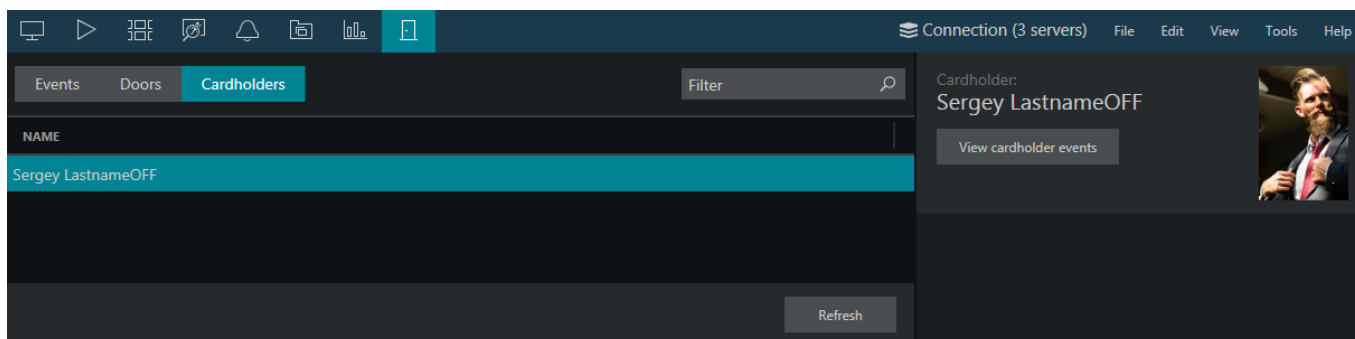 Connection (3 servers) File Edit View Tools Help
Events Doors Cardholders Filter
Cardholder:
Sergey LastnameOFF
View cardholder events
NAME
Sergey LastnameOFF
Refresh